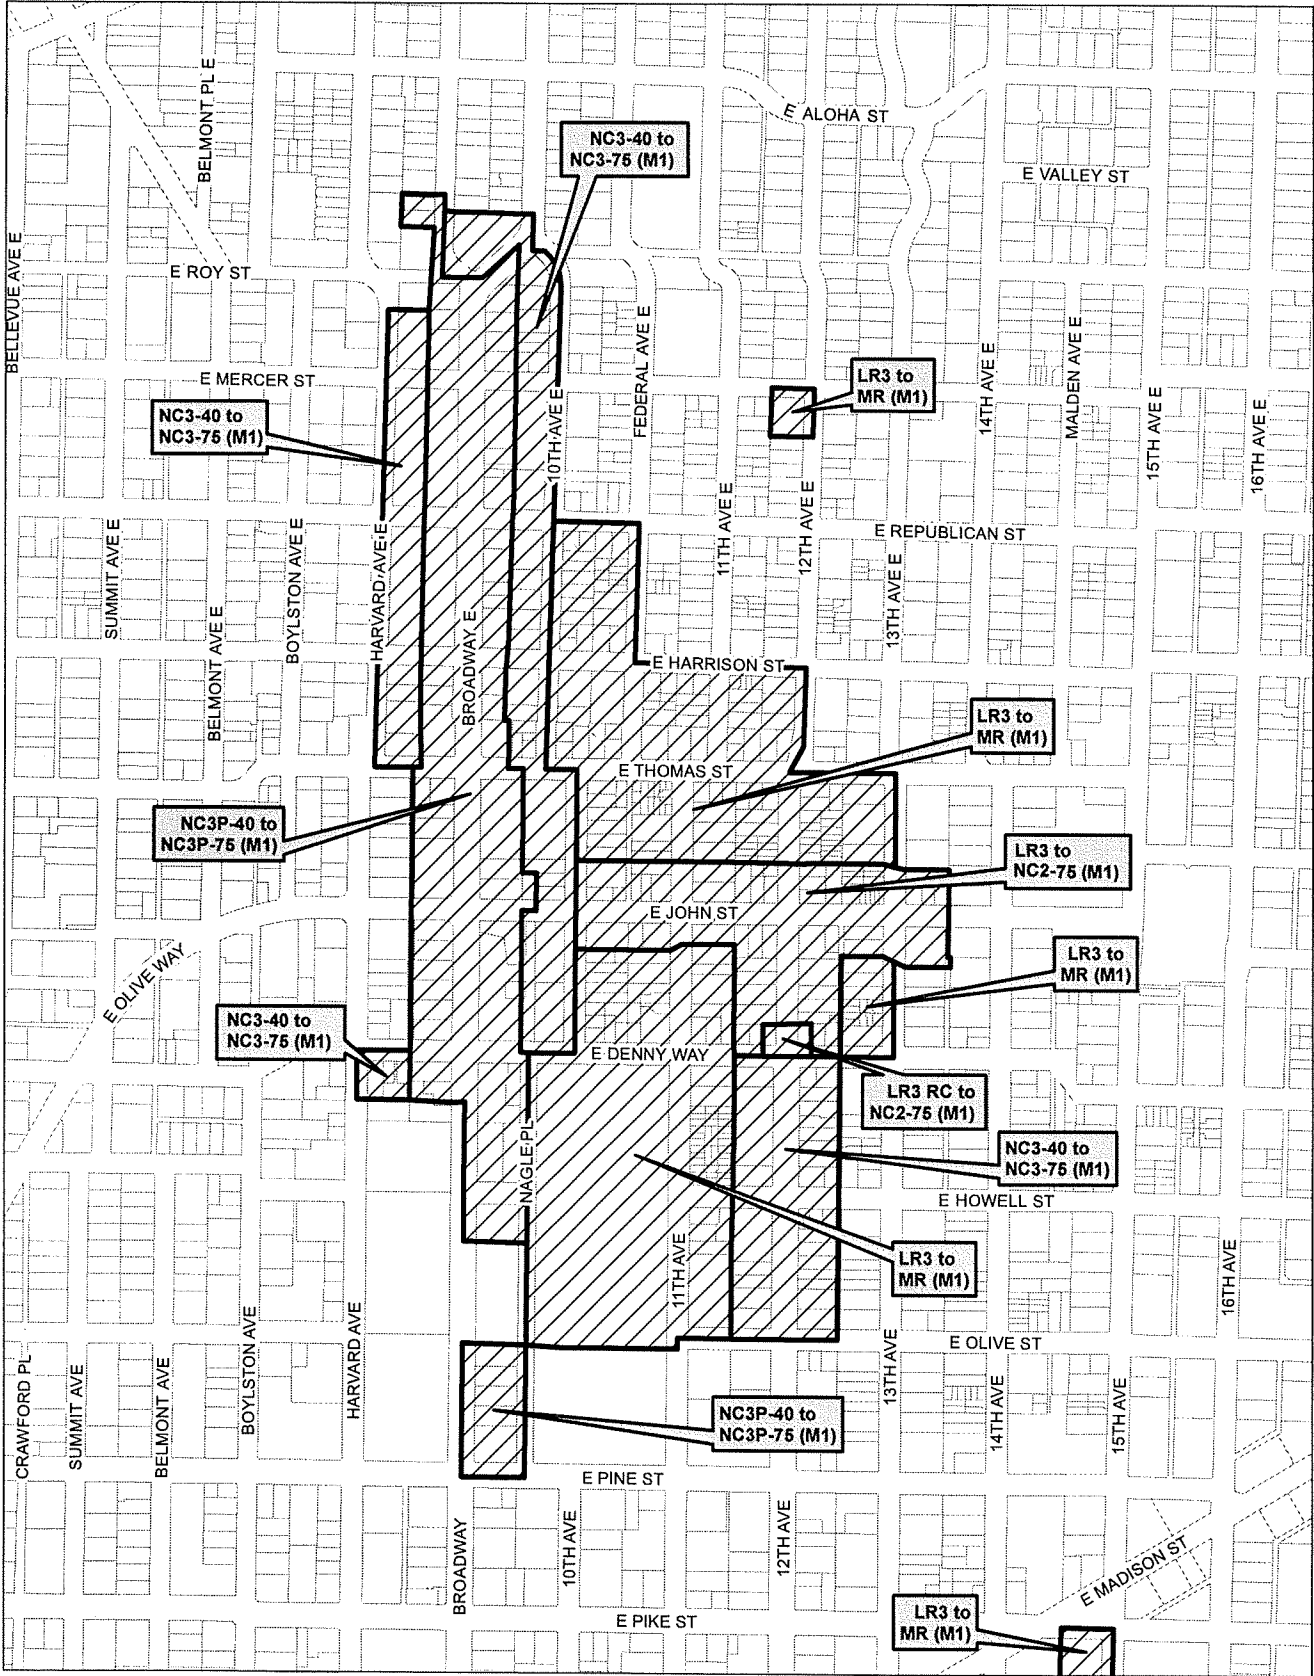 E ALOHA ST
BELMONT PL E
NC3-40 to
NC3-75 (M1)
E VALLEY ST
BELLEVUE AVE E
E ROY ST
FEDERAL AVE E
14TH AVE E
MALDEN AVE E
E MERCER ST
LR3 to
MR (M1)
NC3-40 to
NC3-75 (M1)
10TH AVE E
15TH AVE E
16TH AVE E
SUMMIT AVE E
BELMONT AVE E
BOYLSTON AVE E
HARVARD AVE E
BROADWAY E
11TH AVE E
12TH AVE E
E REPUBLICAN ST
13TH AVE E
E HARRISON ST
LR3 to
MR (M1)
E THOMAS ST
NC3P-40 to
NC3P-75 (M1)
LR3 to
NC2-75 (M1)
E JOHN ST
E OLIVE WAY
LR3 to
MR (M1)
NC3-40 to
NC3-75 (M1)
E DENNY WAY
LR3 RC to
NC2-75 (M1)
NAGLE PL
NC3-40 to
NC3-75 (M1)
E HOWELL ST
11TH AVE
LR3 to
MR (M1)
16TH AVE
E OLIVE ST
CRAWFORD PL
SUMMIT AVE
BELMONT AVE
BOYLSTON AVE
HARVARD AVE
13TH AVE
14TH AVE
15TH AVE
NC3P-40 to
NC3P-75 (M1)
E PINE ST
BROADWAY
10TH AVE
12TH AVE
E MADISON ST
E PIKE ST
LR3 to
MR (M1)